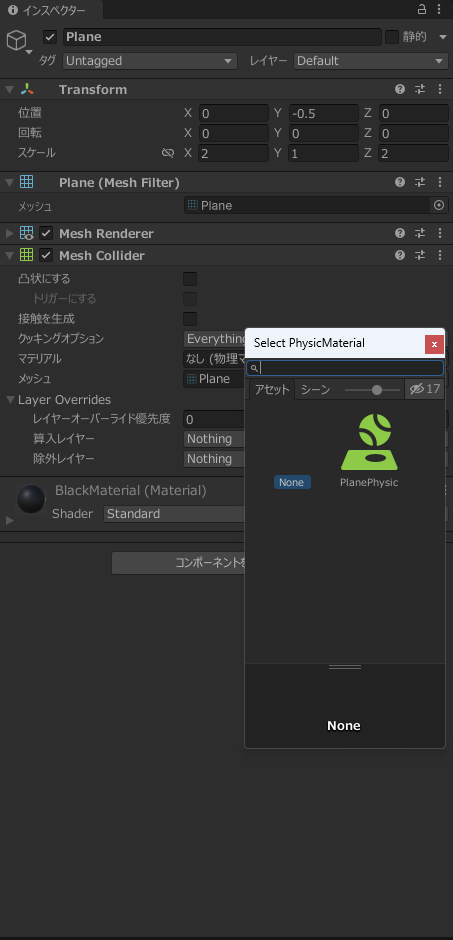 インスペクター
Plane 静的
タグ Untagged レイヤー Default
Transform
位置 X 0 Y -0.5 Z 0
回転 X 0 Y 0 Z 0
スケール X 2 Y 1 Z 2
Plane (Mesh Filter)
メッシュ Plane
Mesh Renderer
Mesh Collider
凸状にする
トリガーにする
接触を生成
クッキングオプション Everything
マテリアル なし (物理マ
メッシュ Plane
Layer Overrides
レイヤーオーバーライド優先度 0
算入レイヤー Nothing
除外レイヤー Nothing
BlackMaterial (Material)
Shader Standard
コンポーネントを
Select PhysicMaterial x
アセット シーン 17
None PlanePhysic
None